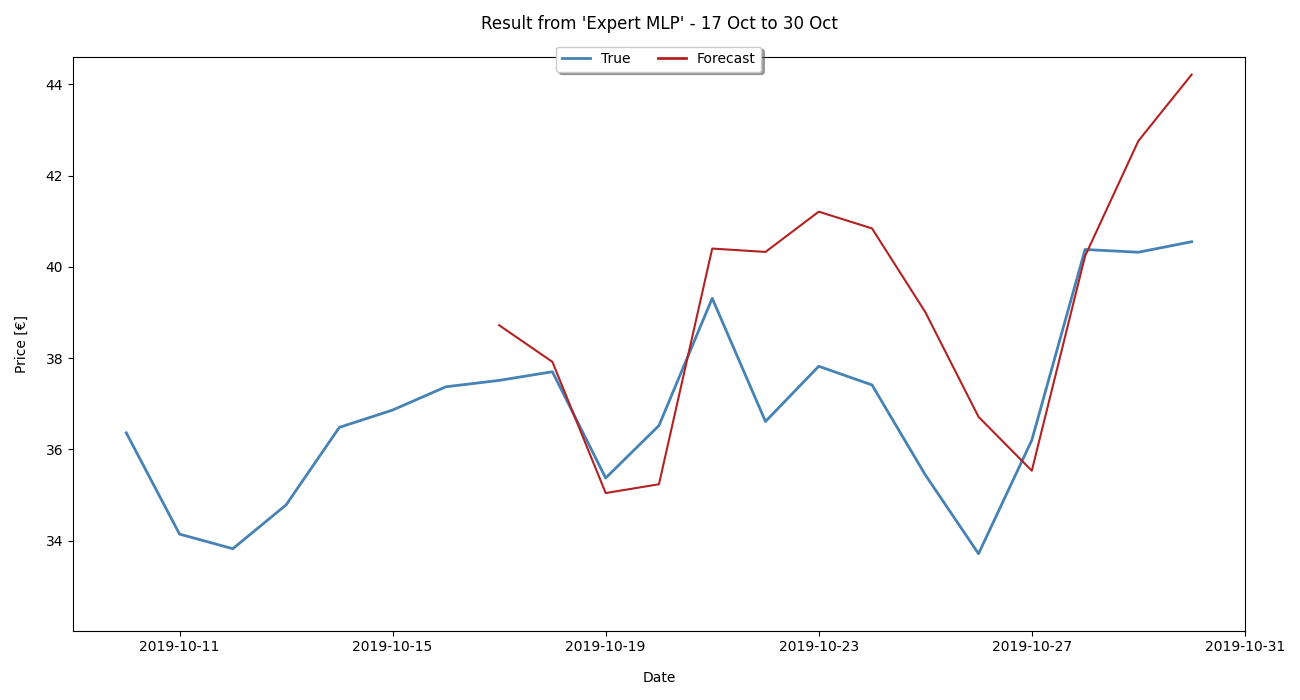 Result from 'Expert MLP' - 17 Oct to 30 Oct
True Forecast
44
42
40
38
36
34
Price [€]
2019-10-11 2019-10-15 2019-10-19 2019-10-23 2019-10-27 2019-10-31
Date